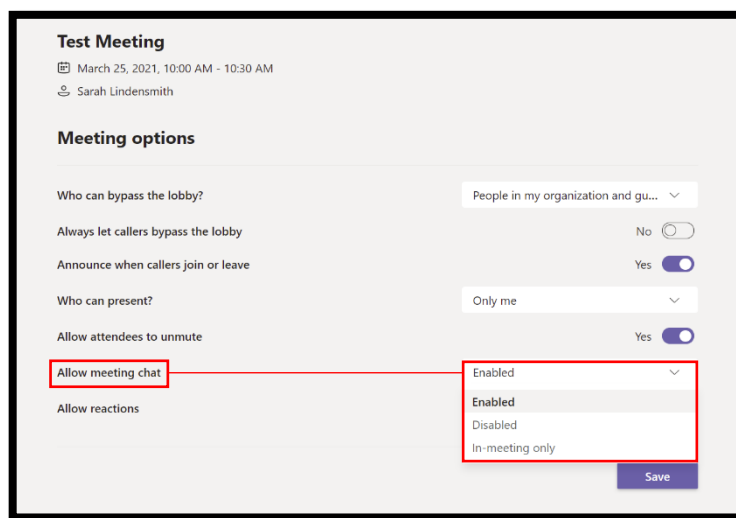 Test Meeting
March 25, 2021, 10:00 AM - 10:30 AM
Sarah Lindensmith
Meeting options
Who can bypass the lobby? People in my organization and gu...
Always let callers bypass the lobby No
Announce when callers join or leave Yes
Who can present? Only me
Allow attendees to unmute Yes
Allow meeting chat Enabled
Enabled
Allow reactions
Disabled
In-meeting only
Save